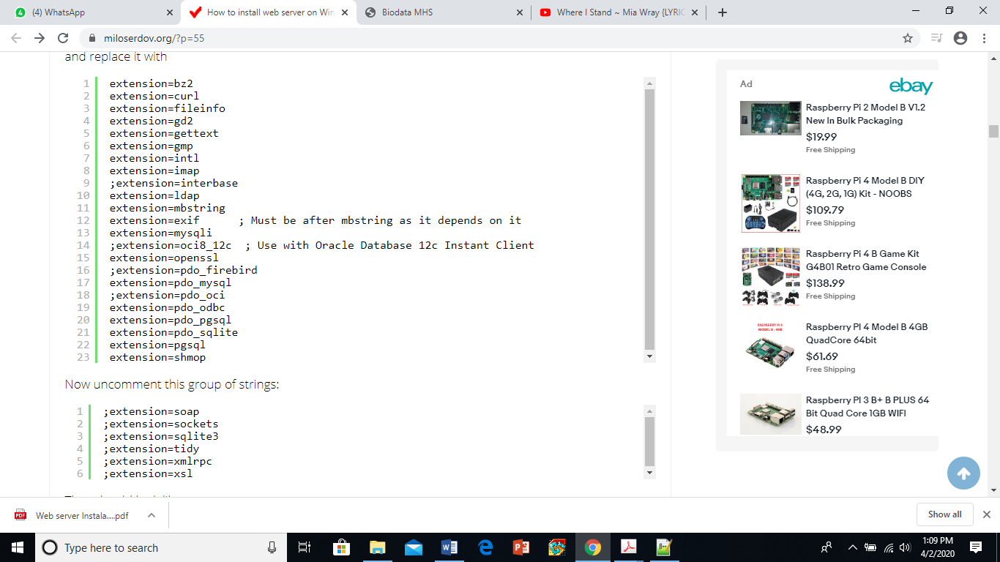 (4) WhatsApp
How to install web server on Win
Biodata MHS
Where I Stand ~ Mia Wray {LYRIC
miloserdov.org/?p=55
and replace it with
1 extension=bz2
2 extension=curl
3 extension=fileinfo
4 extension=gd2
5 extension=gettext
6 extension=gmp
7 extension=intl
8 extension=imap
9 ;extension=interbase
10 extension=ldap
11 extension=mbstring
12 extension=exif ; Must be after mbstring as it depends on it
13 extension=mysqli
14 ;extension=oci8_12c ; Use with Oracle Database 12c Instant Client
15 extension=openssl
16 ;extension=pdo_firebird
17 extension=pdo_mysql
18 ;extension=pdo_oci
19 extension=pdo_odbc
20 extension=pdo_pgsql
21 extension=pdo_sqlite
22 extension=pgsql
23 extension=shmop
Now uncomment this group of strings:
1 ;extension=soap
2 ;extension=sockets
3 ;extension=sqlite3
4 ;extension=tidy
5 ;extension=xmlrpc
6 ;extension=xsl
Ad
ebay
Raspberry Pi 2 Model B V1.2
New In Bulk Packaging
$19.99
Free Shipping
Raspberry Pi 4 Model B DIY
(4G, 2G, 1G) Kit - NOOBS
$109.79
Free Shipping
Raspberry Pi 4 B Game Kit
G4B01 Retro Game Console
$138.99
Free Shipping
RASPBERRY PI 4
MODEL B - 4GB
Raspberry PI 4 Model B 4GB
QuadCore 64bit
$61.69
Free Shipping
Raspberry PI 3 B+ B PLUS 64
Bit Quad Core 1GB WIFI
$48.99
PDF
Web server Instala....pdf
Show all
Type here to search
1:09 PM
4/2/2020